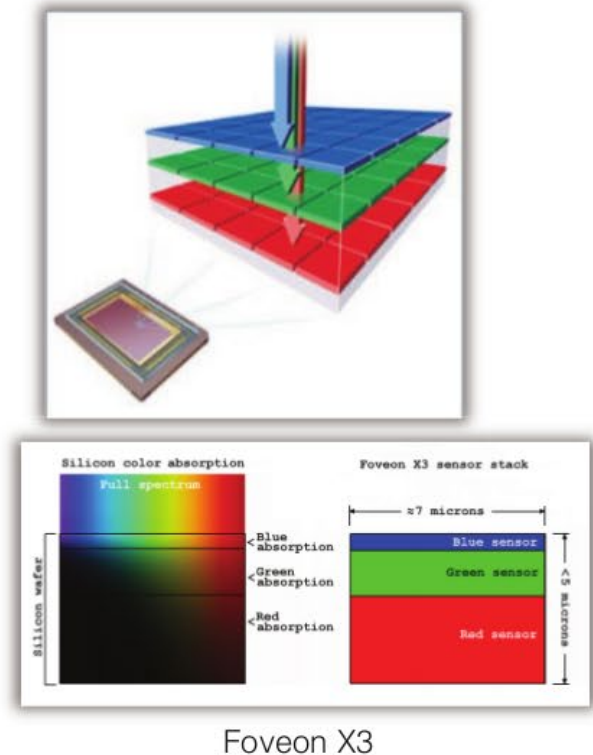 Silicon color absorption
Full spectrum
Silicon wafer
Blue
absorption
Green
absorption
Red
absorption
Foveon X3 sensor stack
≈7 microns
Blue sensor
Green sensor
Red sensor
<5 microns
Foveon X3